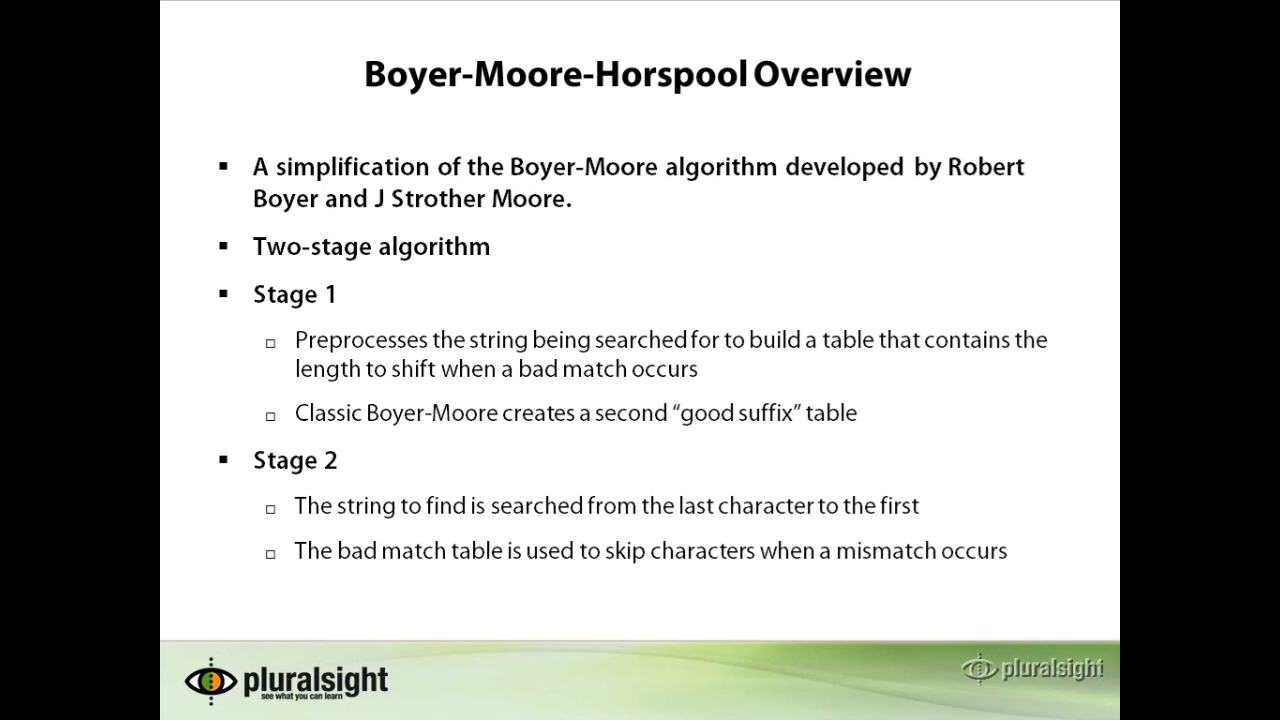 Boyer-Moore-Horspool Overview
▪ A simplification of the Boyer-Moore algorithm developed by Robert
Boyer and J Strother Moore.
▪ Two-stage algorithm
▪ Stage 1
▫ Preprocesses the string being searched for to build a table that contains the
length to shift when a bad match occurs
▫ Classic Boyer-Moore creates a second “good suffix” table
▪ Stage 2
▫ The string to find is searched from the last character to the first
▫ The bad match table is used to skip characters when a mismatch occurs
pluralsight
see what you can learn
pluralsight